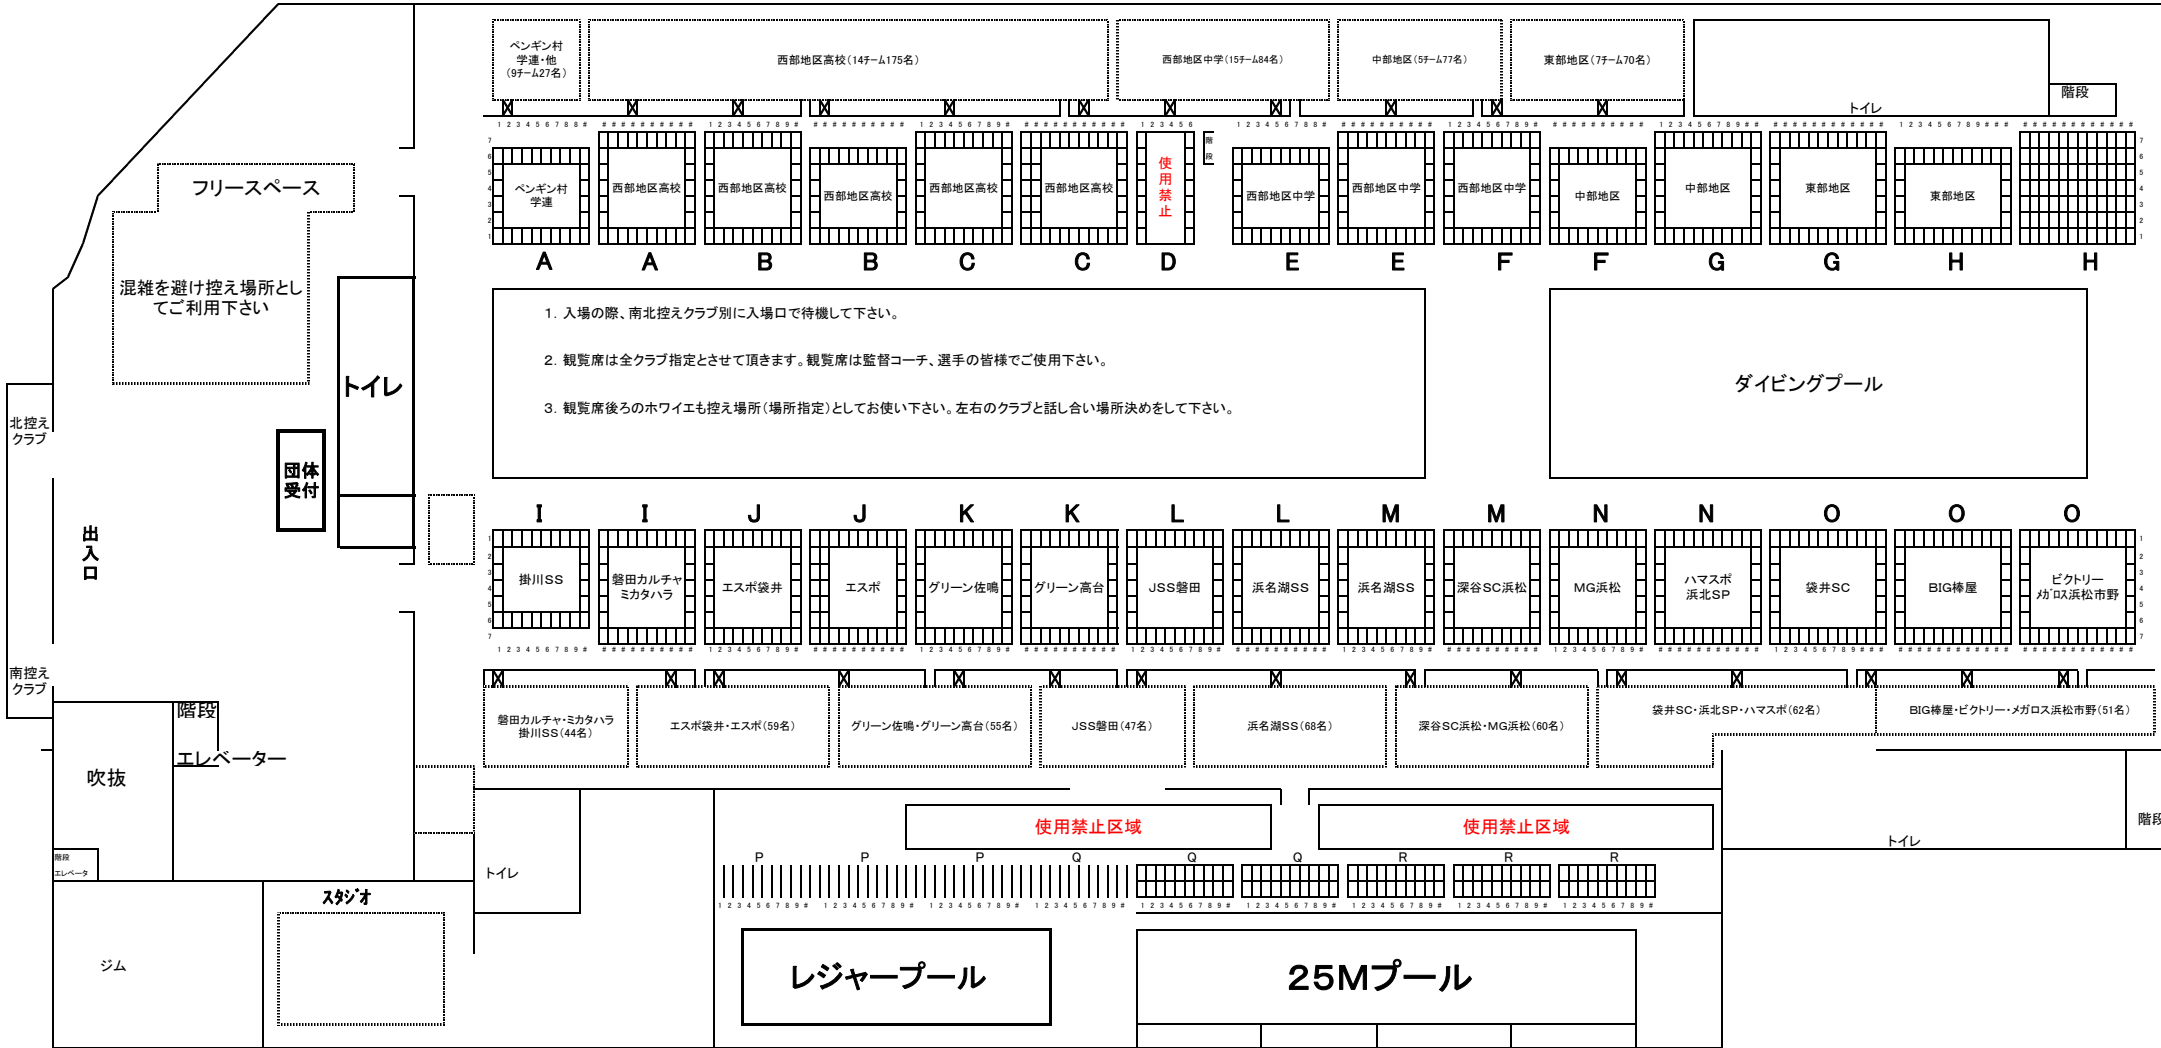 ペンギン村
学連・他
(9チーム27名)
西部地区高校(14チーム175名)
西部地区中学(15チーム84名)
中部地区(5チーム77名)
東部地区(7チーム70名)
トイレ
階段
ペンギン村
学連
西部地区高校
西部地区高校
西部地区高校
西部地区高校
西部地区高校
使用禁止
階段
西部地区中学
西部地区中学
西部地区中学
中部地区
中部地区
東部地区
東部地区
A A B B C C D E E F F G G H H
フリースペース
混雑を避け控え場所とし
てご利用下さい
トイレ
団体
受付
北控え
クラブ
出入口
南控え
クラブ
1. 入場の際、南北控えクラブ別に入場口で待機して下さい。
2. 観覧席は全クラブ指定とさせて頂きます。観覧席は監督コーチ、選手の皆様でご使用下さい。
3. 観覧席後ろのホワイエも控え場所(場所指定)としてお使い下さい。左右のクラブと話し合い場所決めをして下さい。
ダイビングプール
I I J J K K L L M M N N O O O
掛川SS
磐田カルチャ
ミカタハラ
エスポ袋井
エスポ
グリーン佐鳴
グリーン高台
JSS磐田
浜名湖SS
浜名湖SS
深谷SC浜松
MG浜松
ハマスポ
浜北SP
袋井SC
BIG棒屋
ビクトリー
メガロス浜松市野
磐田カルチャ・ミカタハラ
掛川SS(44名)
エスポ袋井・エスポ(59名)
グリーン佐鳴・グリーン高台(55名)
JSS磐田(47名)
浜名湖SS(68名)
深谷SC浜松・MG浜松(60名)
袋井SC・浜北SP・ハマスポ(62名)
BIG棒屋・ビクトリー・メガロス浜松市野(51名)
階段
エレベーター
吹抜
階段
エレベータ
スタジオ
ジム
トイレ
使用禁止区域
使用禁止区域
P P P Q Q Q R R R
トイレ
階段
レジャープール
25Mプール